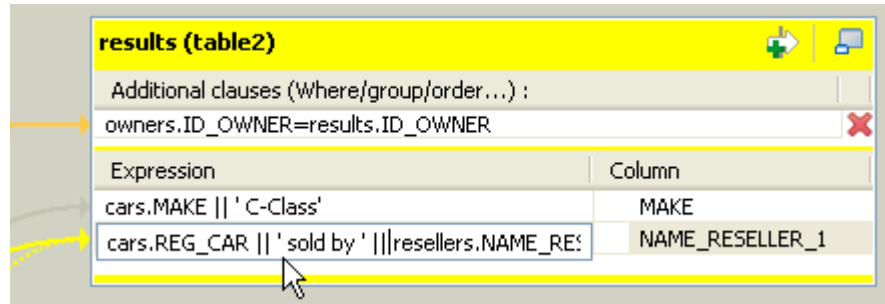 results (table2)
Additional clauses (Where/group/order...) :
owners.ID_OWNER=results.ID_OWNER
Expression Column
cars.MAKE || ' C-Class' MAKE
cars.REG_CAR || ' sold by ' || resellers.NAME_RES NAME_RESELLER_1